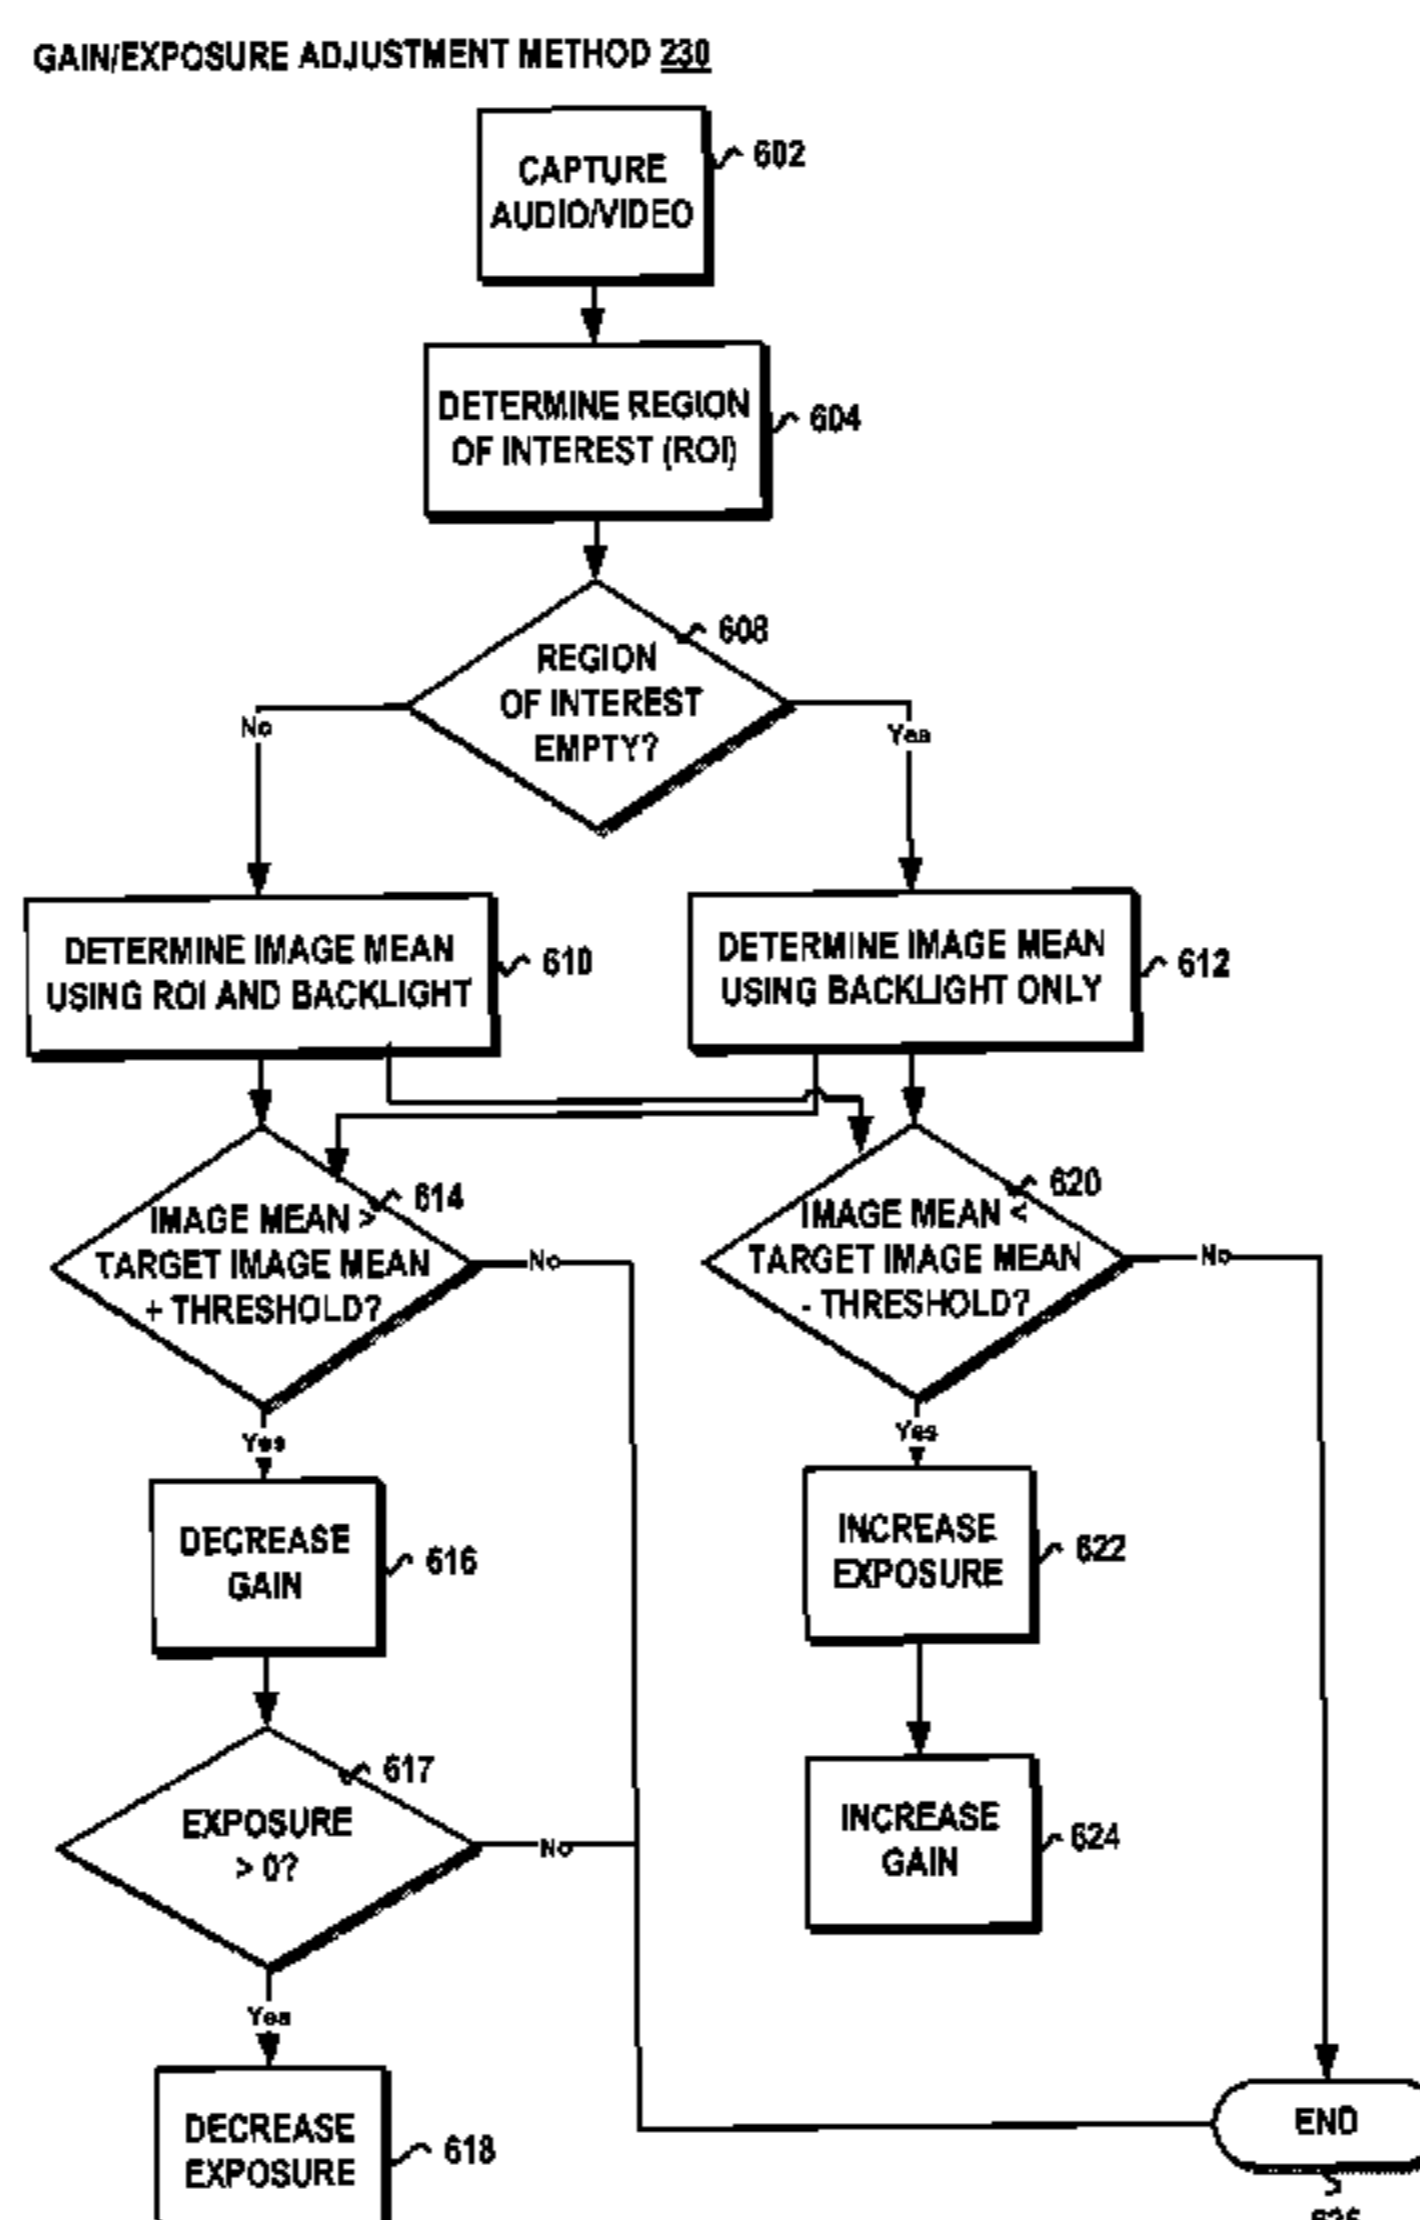 GAIN/EXPOSURE ADJUSTMENT METHOD 230
CAPTURE
AUDIO/VIDEO
602
DETERMINE REGION
OF INTEREST (ROI)
604
REGION
OF INTEREST
EMPTY?
608
No
Yes
DETERMINE IMAGE MEAN
USING ROI AND BACKLIGHT
610
DETERMINE IMAGE MEAN
USING BACKLIGHT ONLY
612
IMAGE MEAN >
TARGET IMAGE MEAN
+ THRESHOLD?
614
No
IMAGE MEAN <
TARGET IMAGE MEAN
- THRESHOLD?
620
No
Yes
Yes
DECREASE
GAIN
616
INCREASE
EXPOSURE
622
EXPOSURE
> 0?
617
No
INCREASE
GAIN
624
Yes
DECREASE
EXPOSURE
618
END